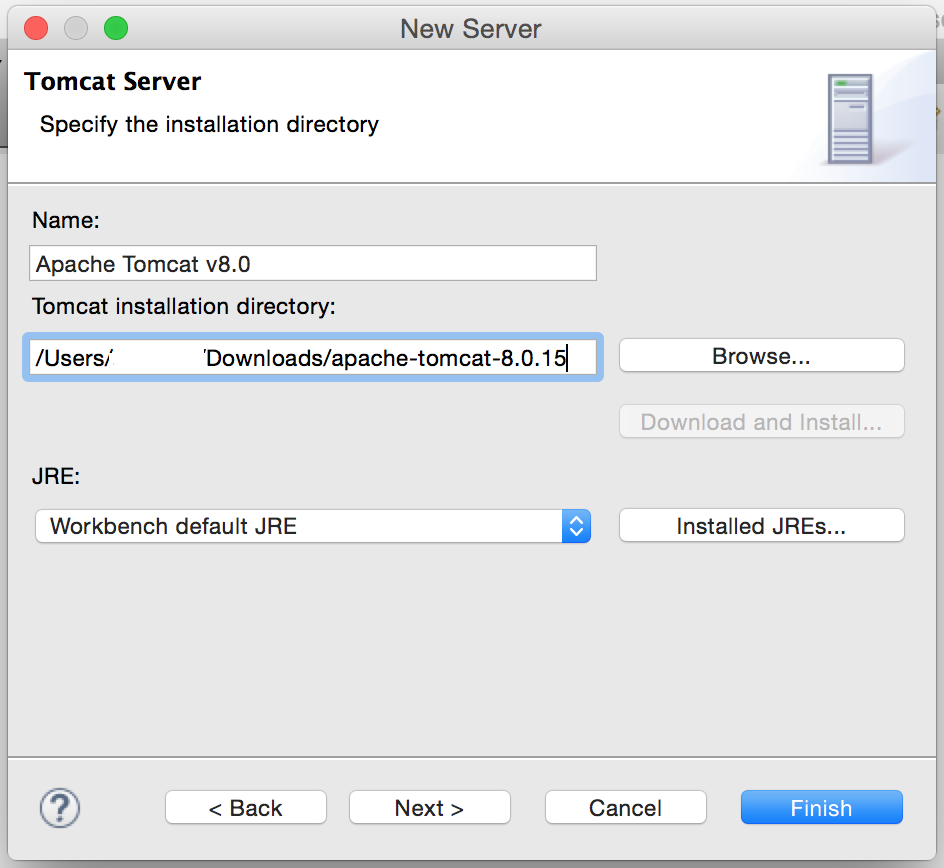 New Server
Tomcat Server
Specify the installation directory
Name:
Apache Tomcat v8.0
Tomcat installation directory:
/Users/ /Downloads/apache-tomcat-8.0.15
Browse...
Download and Install...
JRE:
Workbench default JRE
Installed JREs...
?
< Back
Next >
Cancel
Finish